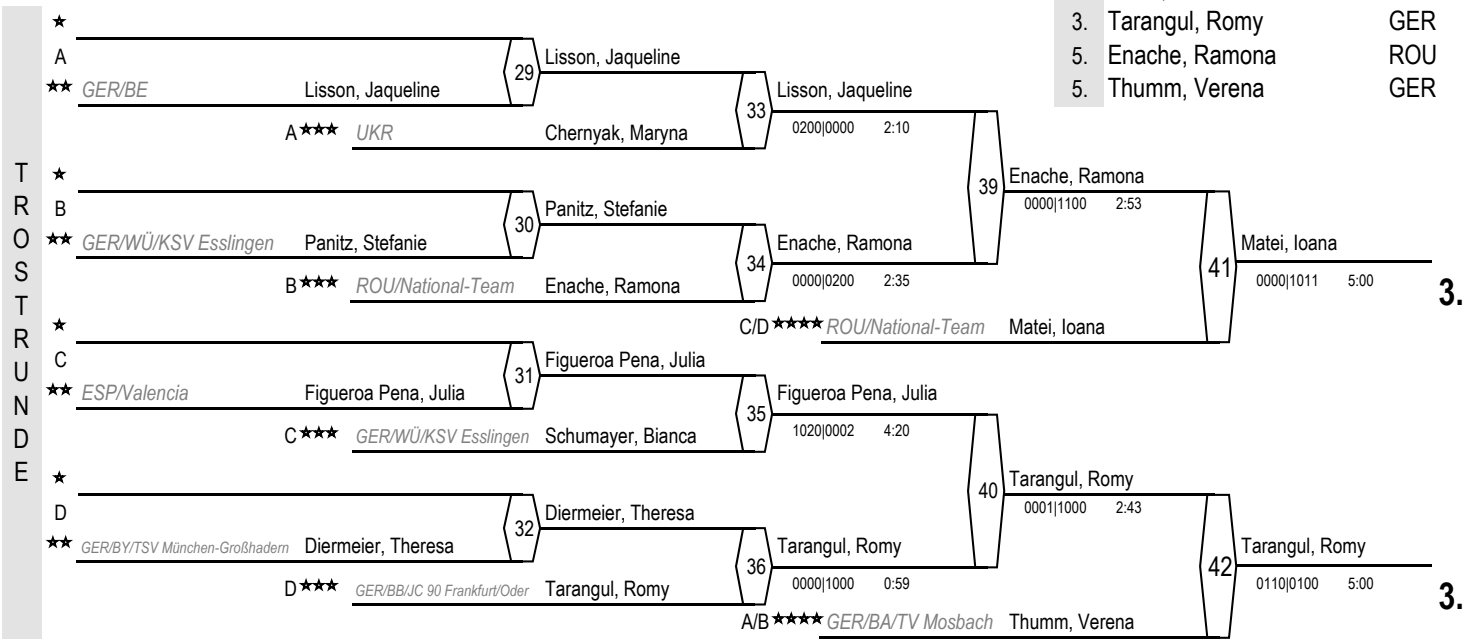 3. Tarangul, Romy GER
5. Enache, Ramona ROU
5. Thumm, Verena GER
TROSTRUNDE
A
GER/BE Lisson, Jaqueline
29
Lisson, Jaqueline
A UKR Chernyak, Maryna
33
Lisson, Jaqueline
0200|0000 2:10
B
GER/WÜ/KSV Esslingen Panitz, Stefanie
30
Panitz, Stefanie
B ROU/National-Team Enache, Ramona
34
Enache, Ramona
0000|0200 2:35
39
Enache, Ramona
0000|1100 2:53
C/D ROU/National-Team Matei, Ioana
41
Matei, Ioana
0000|1011 5:00
3.
C
ESP/Valencia Figueroa Pena, Julia
31
Figueroa Pena, Julia
C GER/WÜ/KSV Esslingen Schumayer, Bianca
35
Figueroa Pena, Julia
1020|0002 4:20
D
GER/BY/TSV München-Großhadern Diermeier, Theresa
32
Diermeier, Theresa
D GER/BB/JC 90 Frankfurt/Oder Tarangul, Romy
36
Tarangul, Romy
0000|1000 0:59
40
Tarangul, Romy
0001|1000 2:43
A/B GER/BA/TV Mosbach Thumm, Verena
42
Tarangul, Romy
0110|0100 5:00
3.